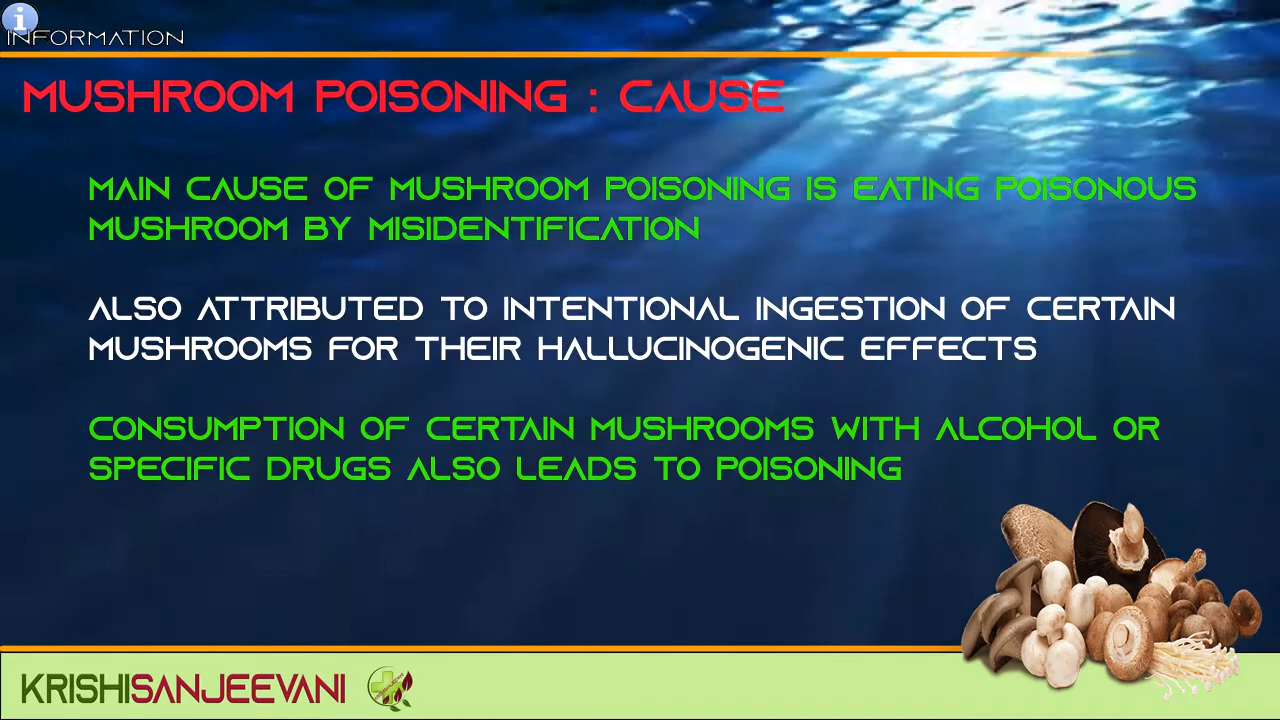 i
INFORMATION
MUSHROOM POISONING : CAUSE
MAIN CAUSE OF MUSHROOM POISONING IS EATING POISONOUS
MUSHROOM BY MISIDENTIFICATION
ALSO ATTRIBUTED TO INTENTIONAL INGESTION OF CERTAIN
MUSHROOMS FOR THEIR HALLUCINOGENIC EFFECTS
CONSUMPTION OF CERTAIN MUSHROOMS WITH ALCOHOL OR
SPECIFIC DRUGS ALSO LEADS TO POISONING
KRISHISANJEEVANI